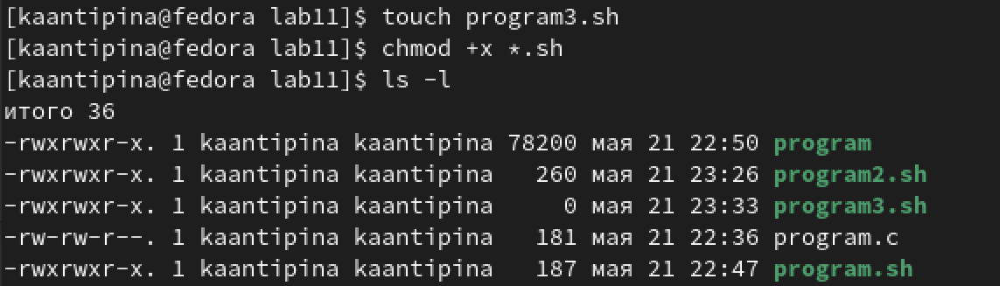 [kaantipina@fedora lab11]$ touch program3.sh
[kaantipina@fedora lab11]$ chmod +x *.sh
[kaantipina@fedora lab11]$ ls -l
итого 36
-rwxrwxr-x. 1 kaantipina kaantipina 78200 мая 21 22:50 program
-rwxrwxr-x. 1 kaantipina kaantipina   260 мая 21 23:26 program2.sh
-rwxrwxr-x. 1 kaantipina kaantipina     0 мая 21 23:33 program3.sh
-rw-rw-r--. 1 kaantipina kaantipina   181 мая 21 22:36 program.c
-rwxrwxr-x. 1 kaantipina kaantipina   187 мая 21 22:47 program.sh